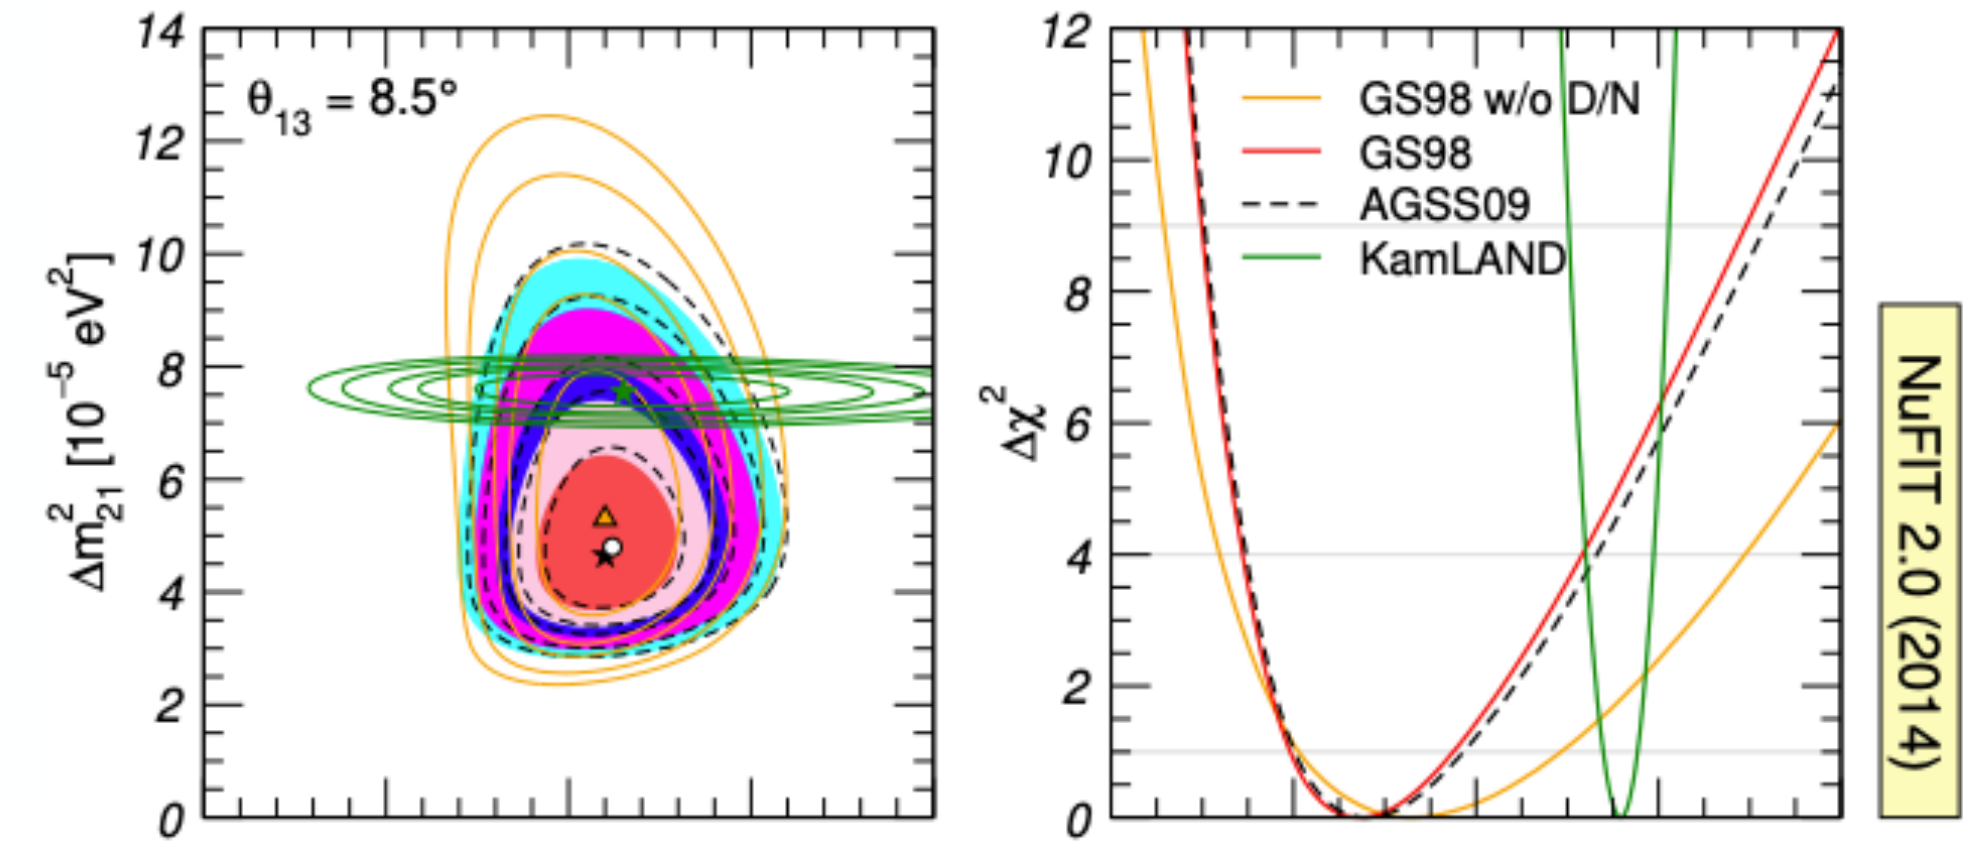 14
12
10
8
6
4
2
0
Δm²₂₁ [10⁻⁵ eV²]
θ₁₃ = 8.5°
12
10
8
6
4
2
0
Δχ²
GS98 w/o D/N
GS98
AGSS09
KamLAND
NuFIT 2.0 (2014)